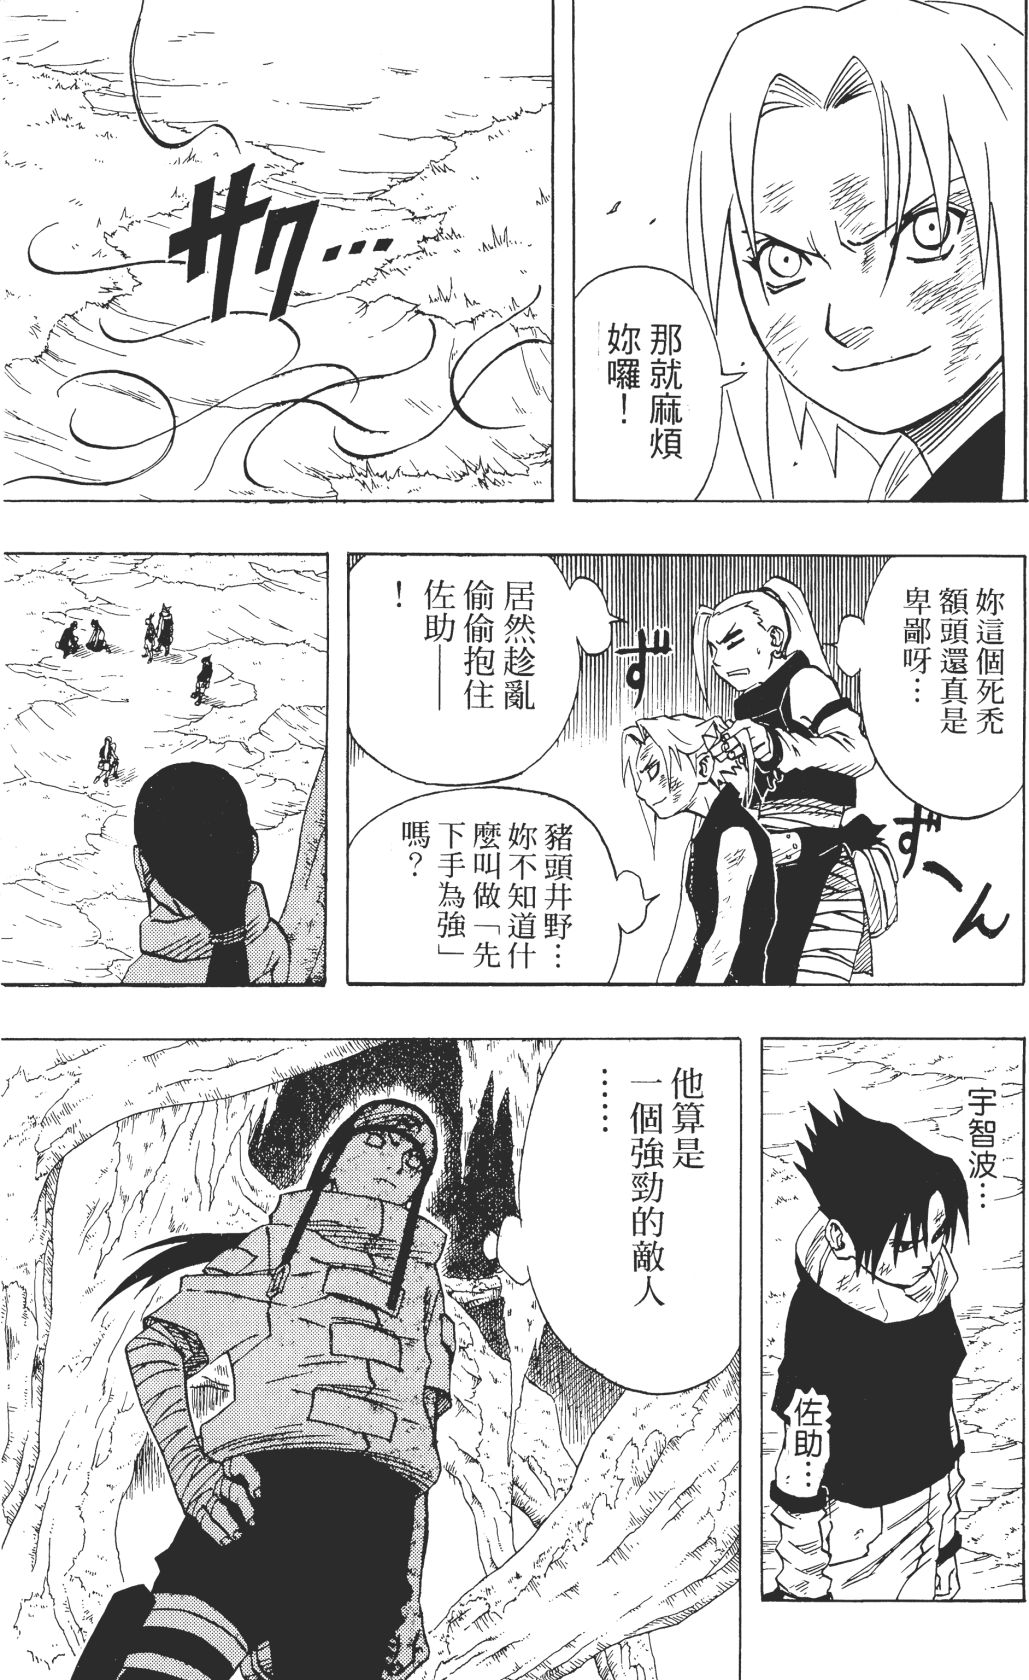 那就麻煩
妳囉！
サク…
妳這個死禿
額頭還真是
卑鄙呀…
ず
ず
へ
ん
居然趁亂
偷偷抱住
佐助──
！
豬頭井野…
妳不知道什
麼叫做「先
下手為強」
嗎？
宇智波…
佐助…
他算是
一個強勁的敵人
……